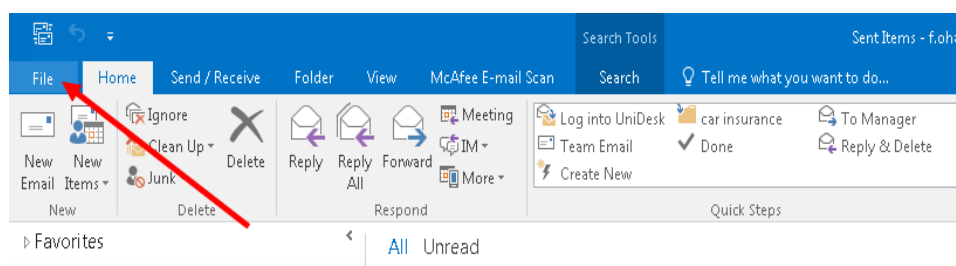 Search Tools
Sent Items - f.oh
File Home Send / Receive Folder View McAfee E-mail Scan Search Tell me what you want to do...
Ignore
Clean Up
Junk
Delete
New Email
New Items
Reply
Reply All
Forward
Meeting
IM
More
Log into UniDesk
Team Email
Create New
car insurance
Done
To Manager
Reply & Delete
New Delete Respond Quick Steps
Favorites
All Unread